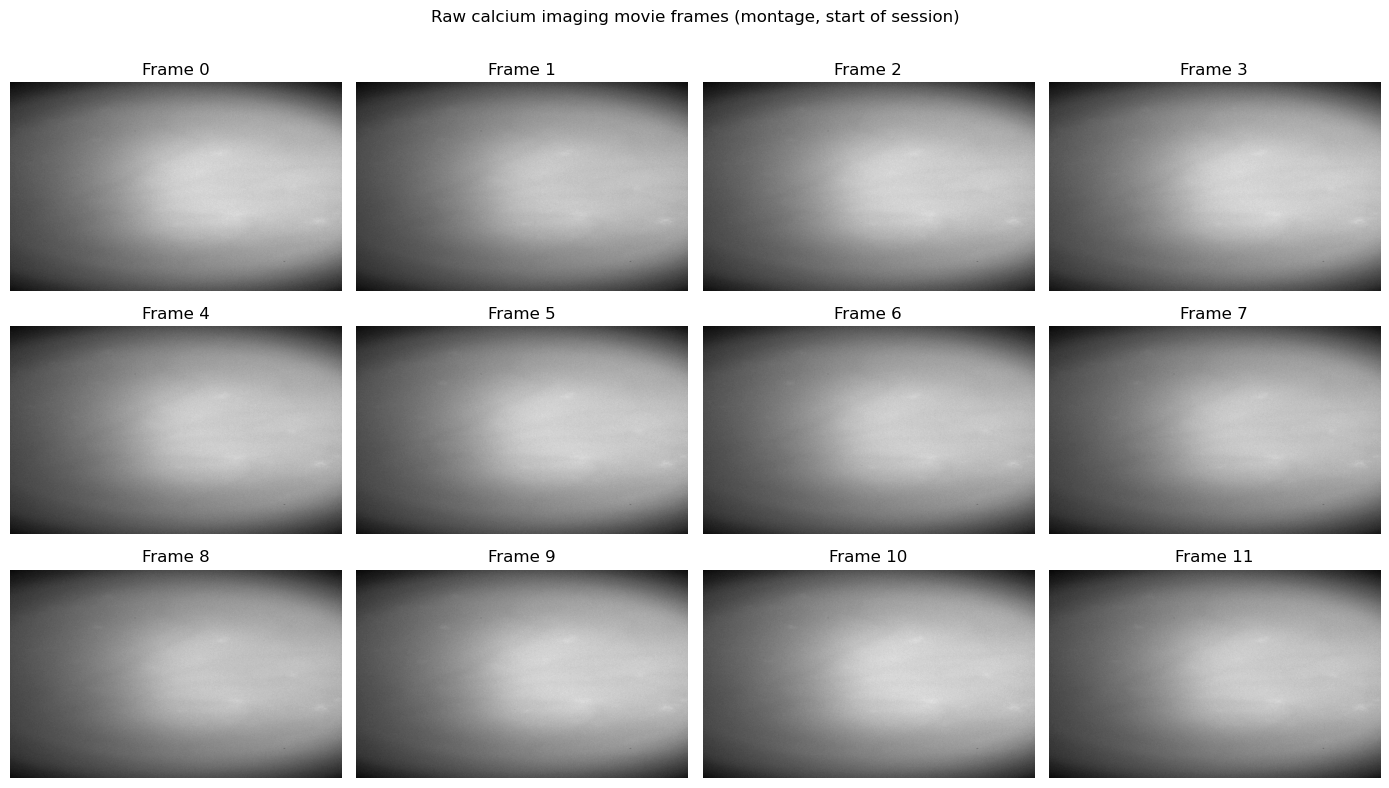 Raw calcium imaging movie frames (montage, start of session)
Frame 0
Frame 1
Frame 2
Frame 3
Frame 4
Frame 5
Frame 6
Frame 7
Frame 8
Frame 9
Frame 10
Frame 11